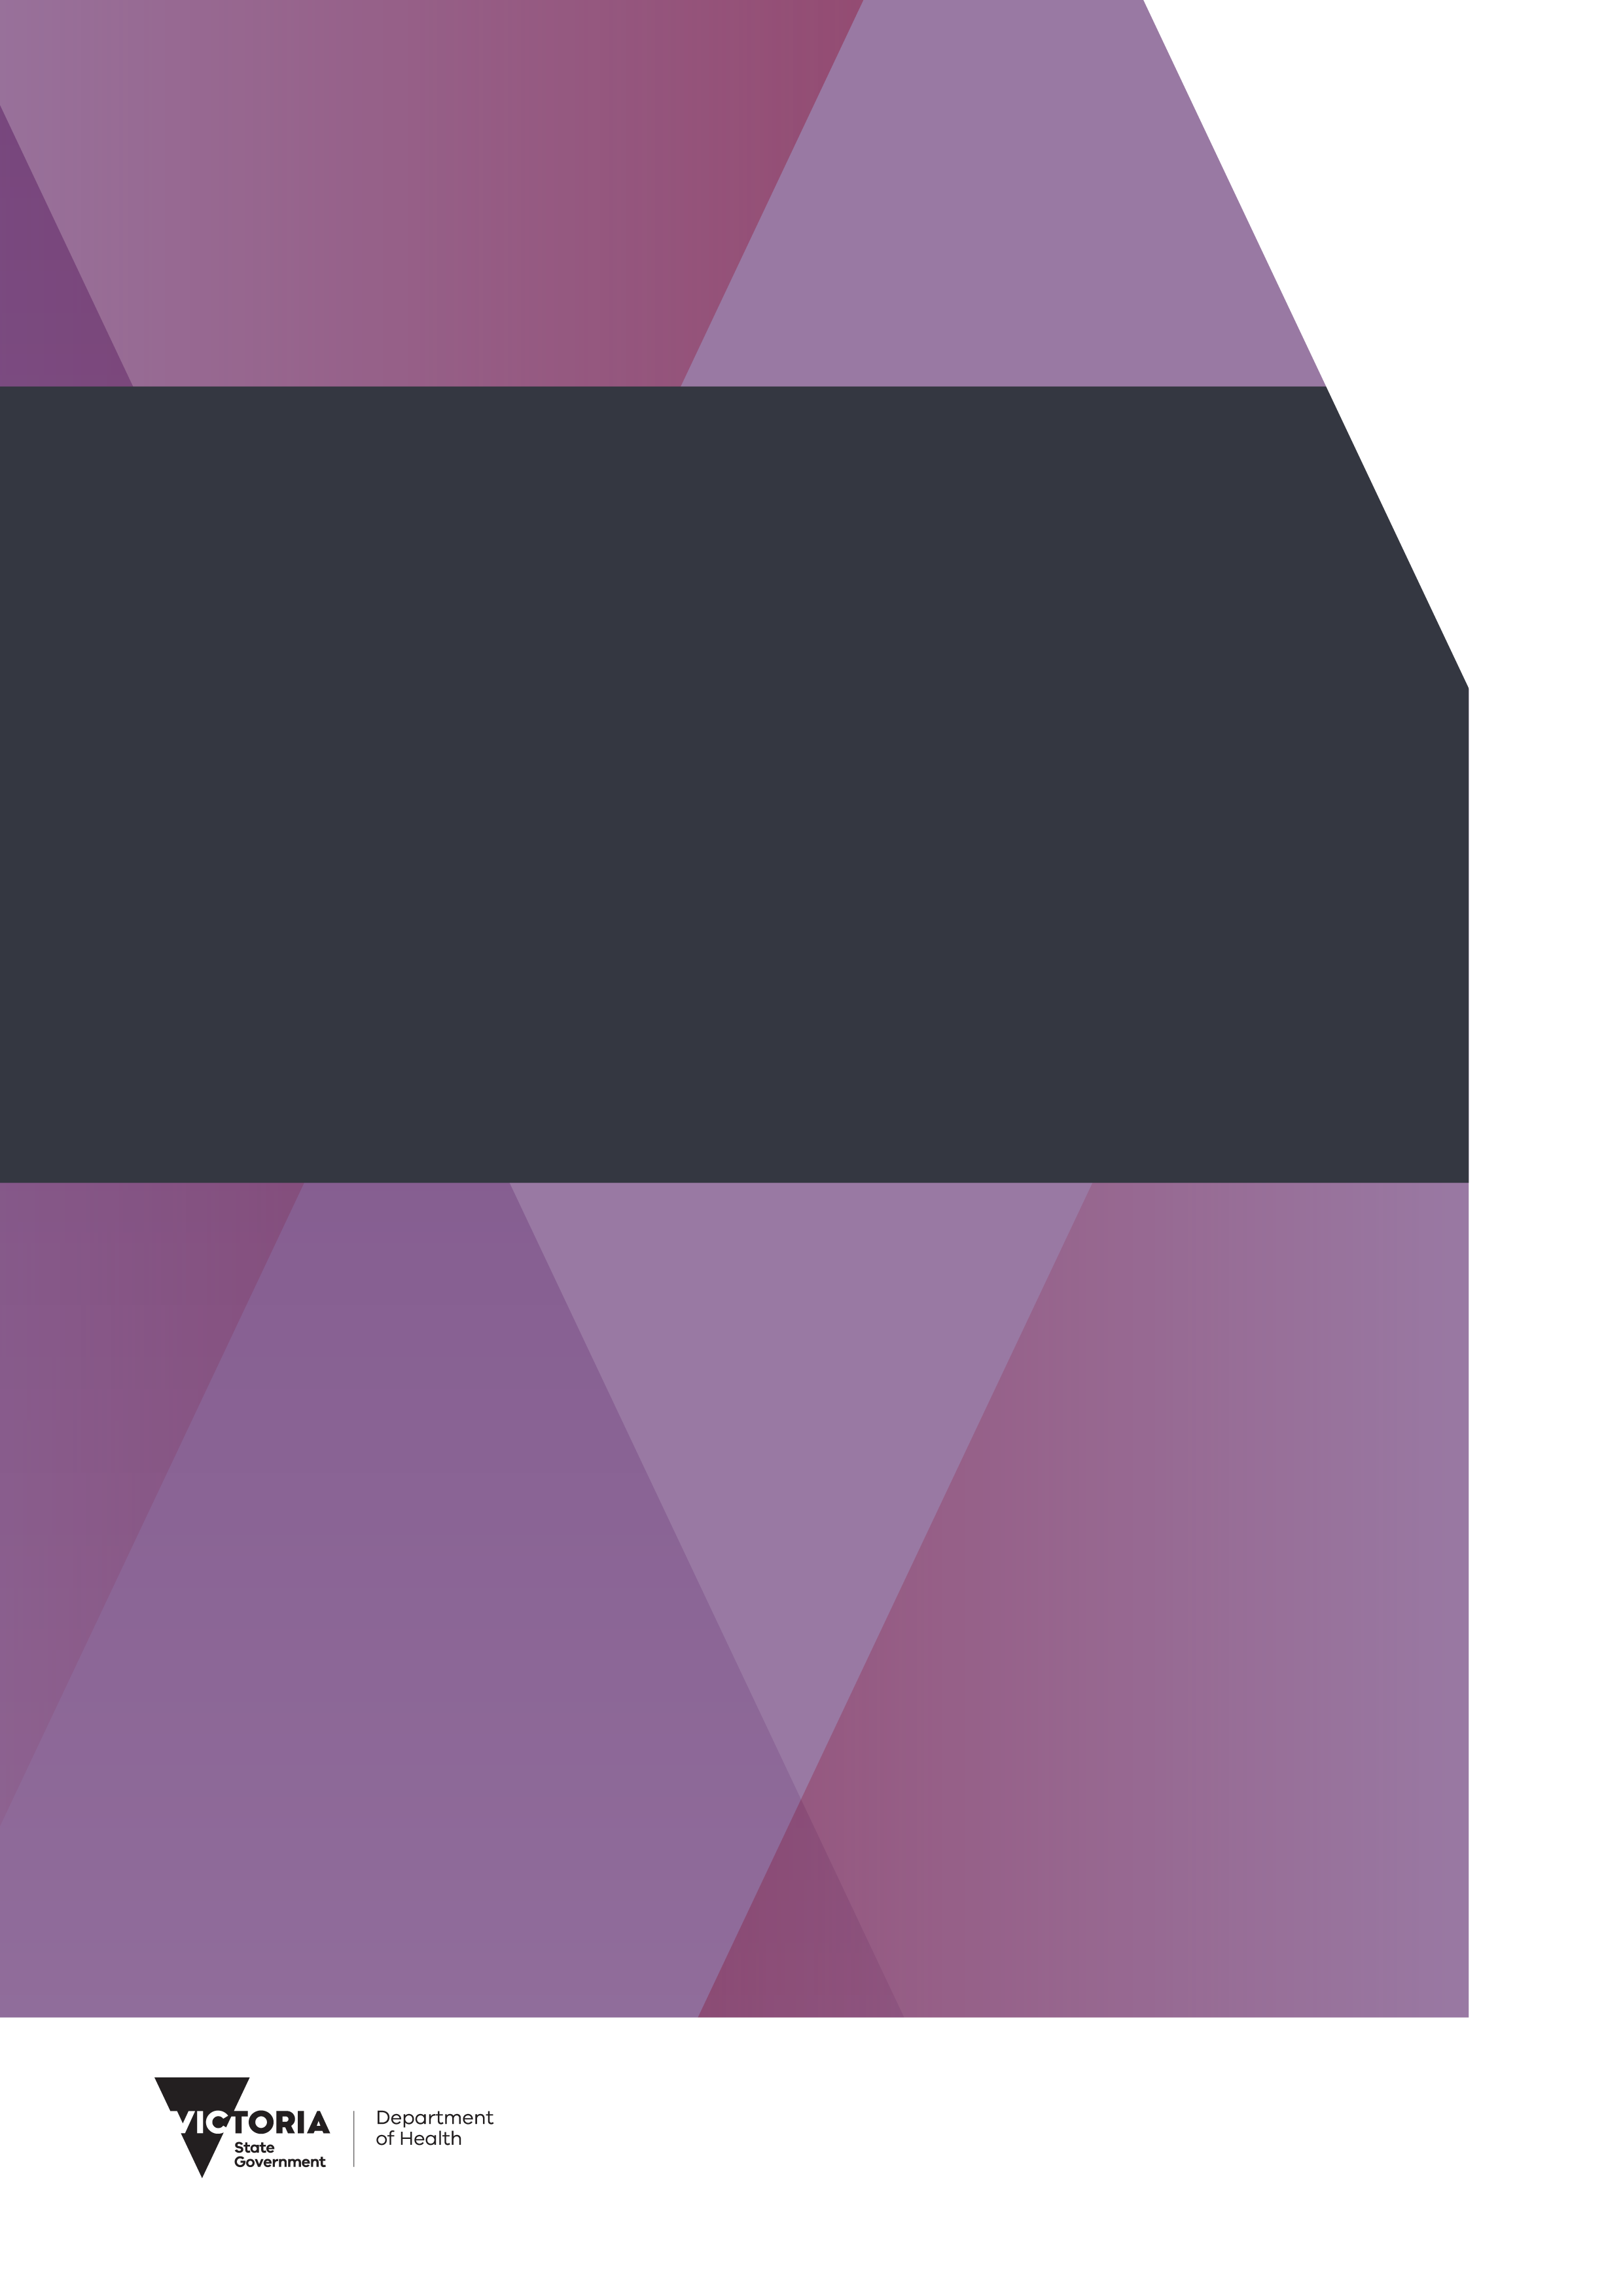 VICTORIA
State
Government
Department
of Health